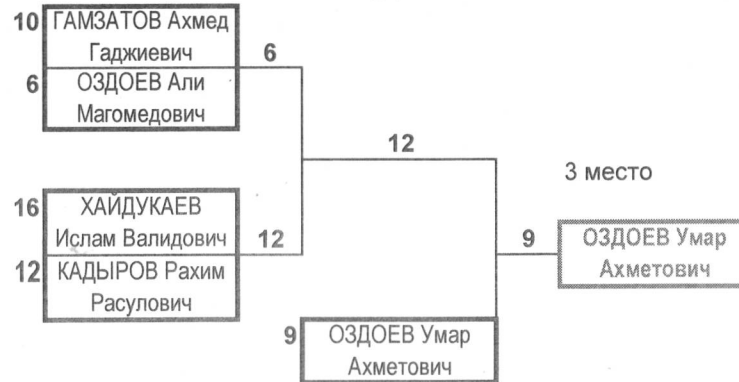 10 ГАМЗАТОВ Ахмед
Гаджиевич
6
6 ОЗДОЕВ Али
Магомедович
12
3 место
16 ХАЙДУКАЕВ
Ислам Валидович
12
12 КАДЫРОВ Рахим
Расулович
9
ОЗДОЕВ Умар
Ахметович
9 ОЗДОЕВ Умар
Ахметович